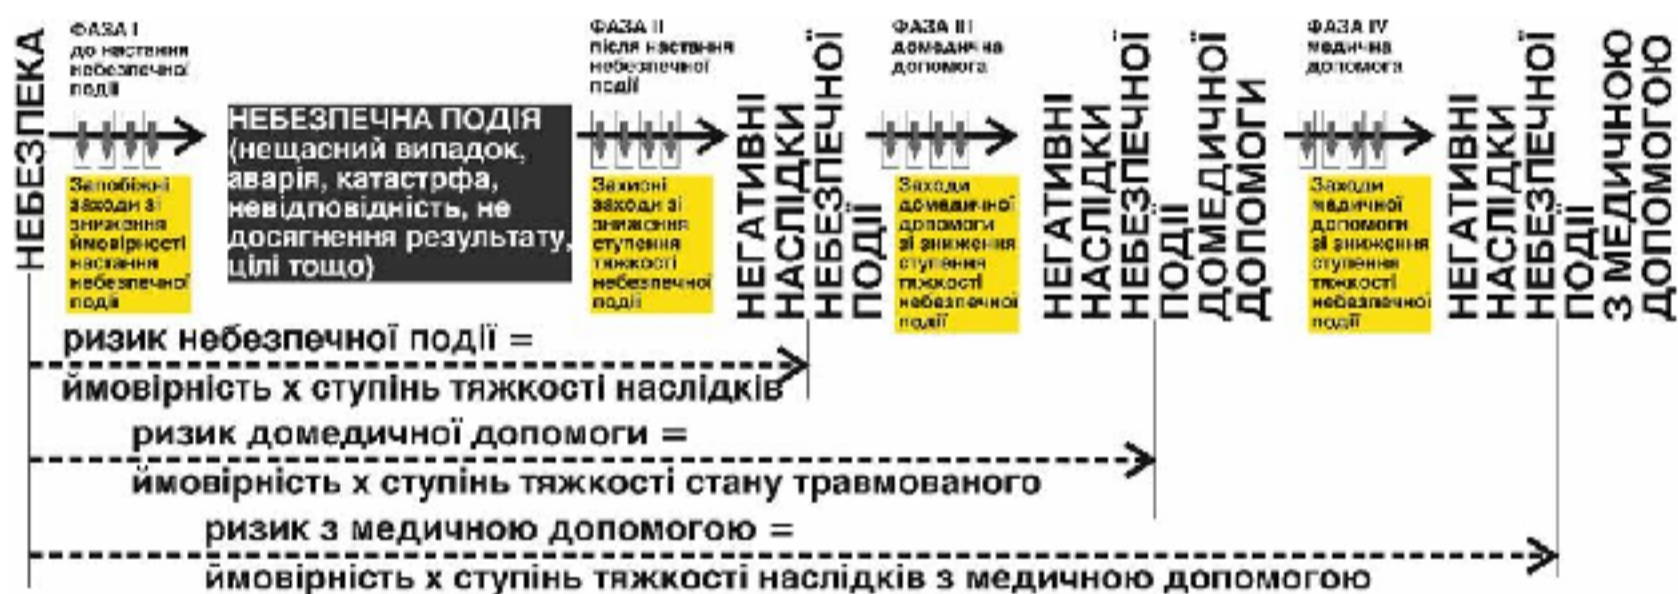 НЕБЕЗПЕКА
ФАЗА I
до настання
небезпечної
події
Запобіжні
заходи зі
зниження
ймовірності
настання
небезпечної
події
НЕБЕЗПЕЧНА ПОДІЯ
(нещасний випадок,
аварія, катастрфа,
невідповідність, не
досягнення результату,
цілі тощо)
ФАЗА II
після настання
небезпечної
події
Захисні
заходи зі
зниження
ступення
тяжкості
небезпечної
події
НЕГАТИВНІ
НАСЛІДКИ
НЕБЕЗПЕЧНОЇ
ПОДІЇ
ФАЗА III
домедична
допомога
Заходи
домедичної
допомоги
зі зниження
ступення
тяжкості
небезпечної
події
НЕГАТИВНІ
НАСЛІДКИ
НЕБЕЗПЕЧНОЇ
ПОДІЇ
ДОМЕДИЧНОЇ
ДОПОМОГИ
ФАЗА IV
медична
допомога
Заходи
медичної
допомоги
зі зниження
ступення
тяжкості
небезпечної
події
НЕГАТИВНІ
НАСЛІДКИ
НЕБЕЗПЕЧНОЇ
ПОДІЇ
З МЕДИЧНОЮ
ДОПОМОГОЮ
ризик небезпечної події =
ймовірність х ступінь тяжкості наслідків
ризик домедичної допомоги =
ймовірність х ступінь тяжкості стану травмованого
ризик з медичною допомогою =
ймовірність х ступінь тяжкості наслідків з медичною допомогою